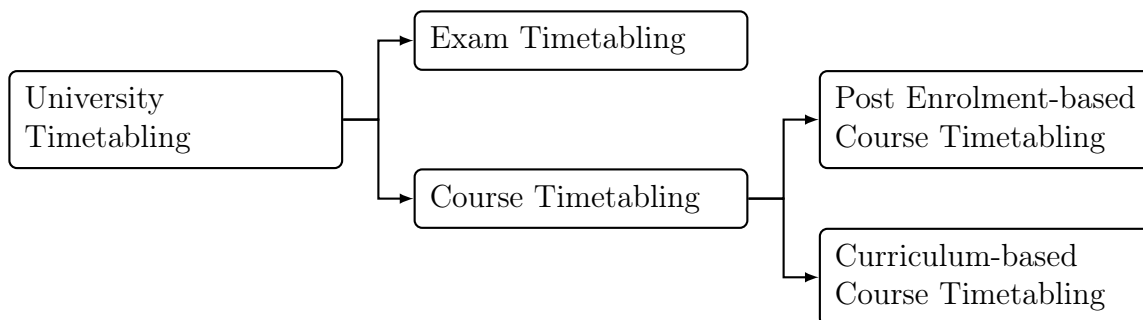 University
Timetabling
Exam Timetabling
Course Timetabling
Post Enrolment-based
Course Timetabling
Curriculum-based
Course Timetabling